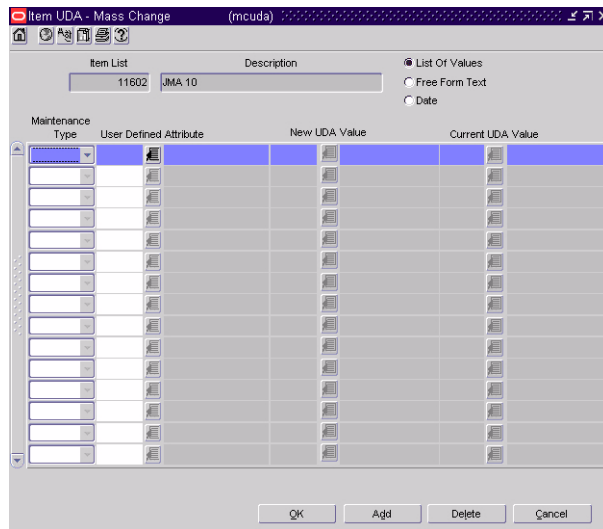 Item UDA - Mass Change (mcuda)
Item List Description
11602 JMA 10
List Of Values
Free Form Text
Date
Maintenance
Type User Defined Attribute New UDA Value Current UDA Value
OK Add Delete Cancel